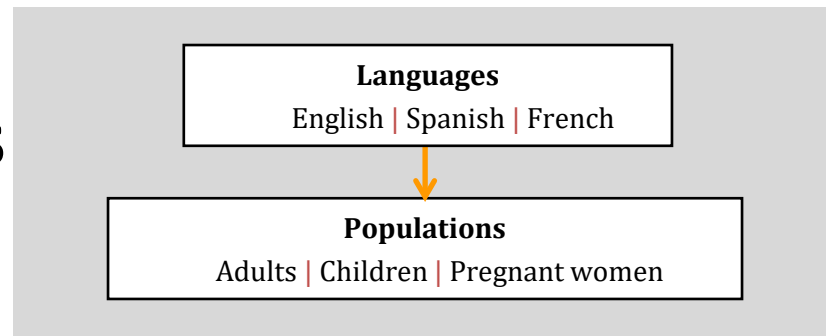 Languages
English | Spanish | French
Populations
Adults | Children | Pregnant women